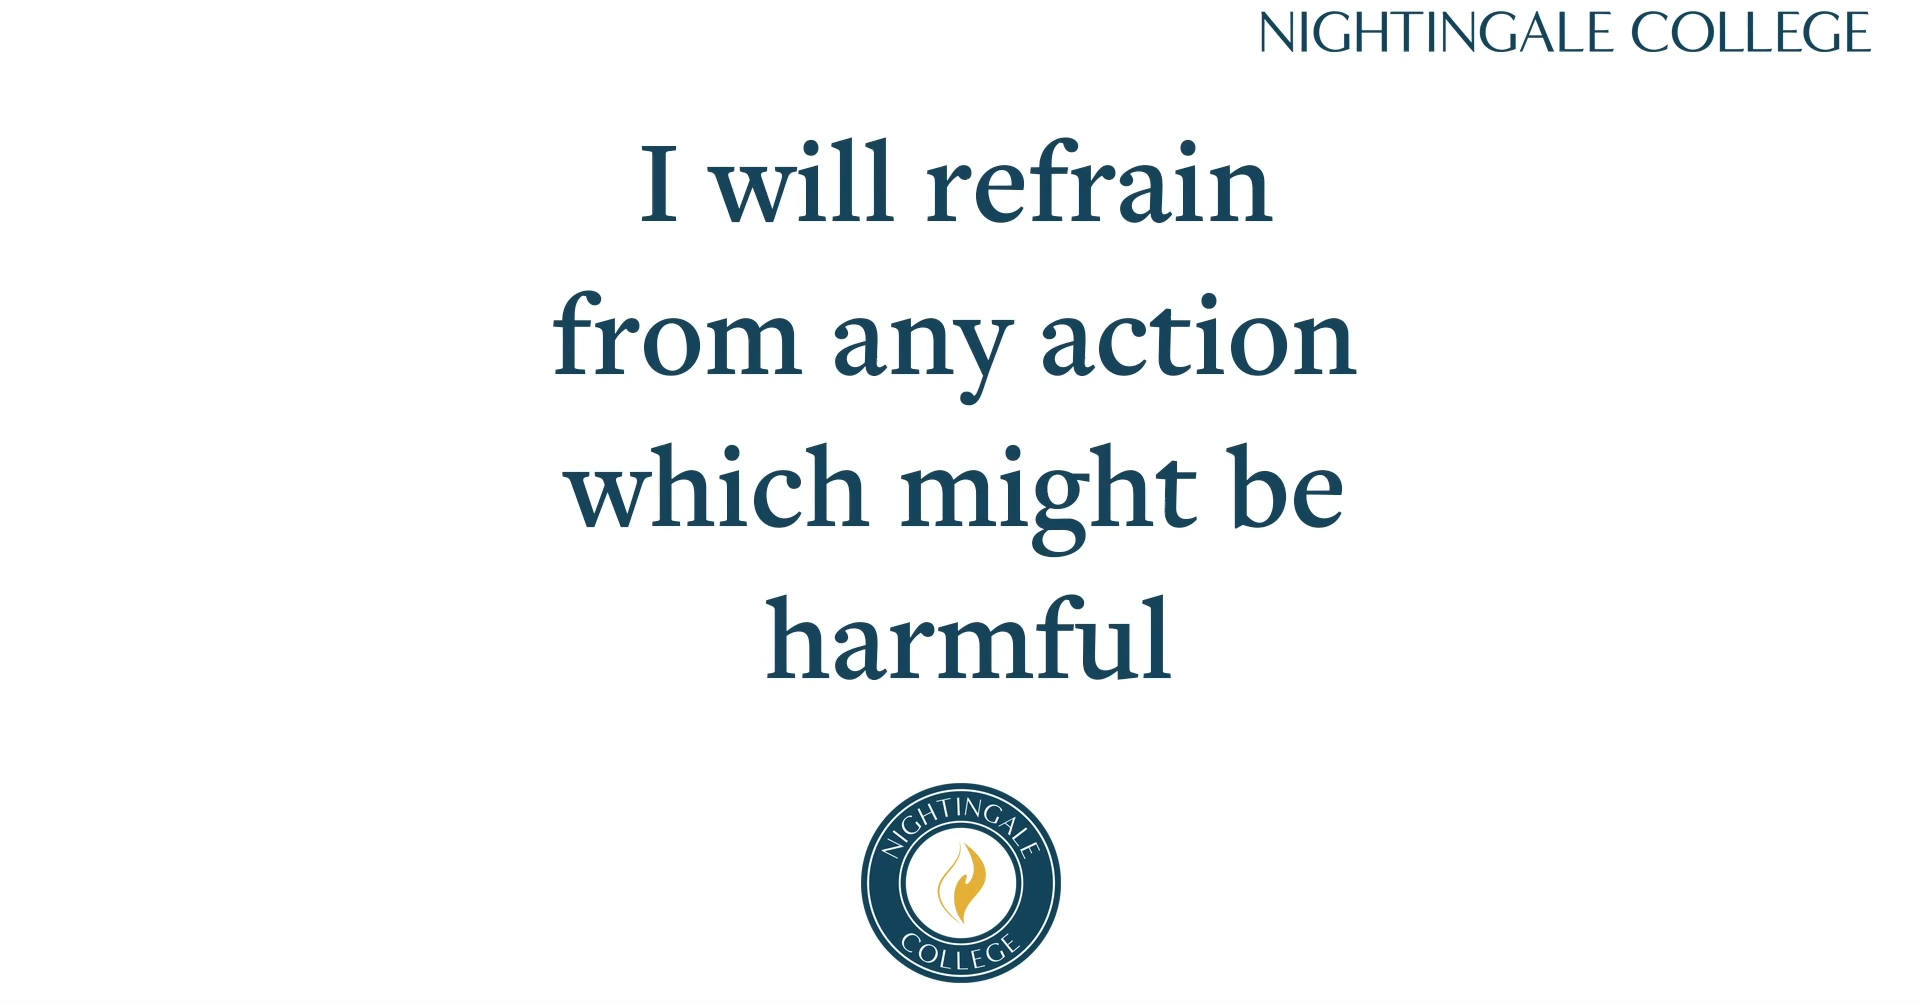 NIGHTINGALE COLLEGE
I will refrain
from any action
which might be
harmful
NIGHTINGALE
COLLEGE